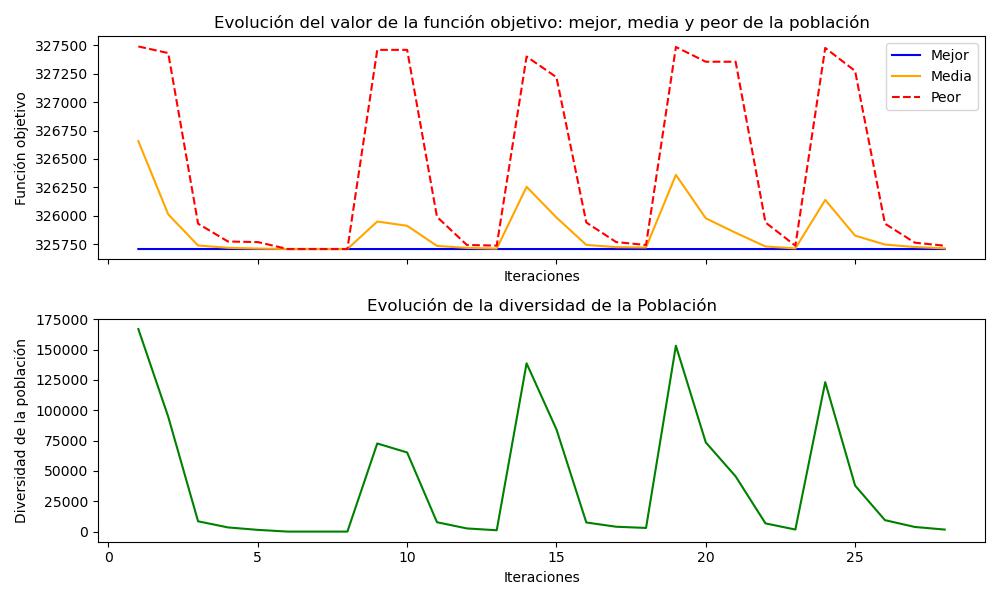 Evolución del valor de la función objetivo: mejor, media y peor de la población
Función objetivo
327500
327250
327000
326750
326500
326250
326000
325750
Mejor
Media
Peor
Iteraciones
Evolución de la diversidad de la Población
Diversidad de la población
175000
150000
125000
100000
75000
50000
25000
0
0
5
10
15
20
25
Iteraciones